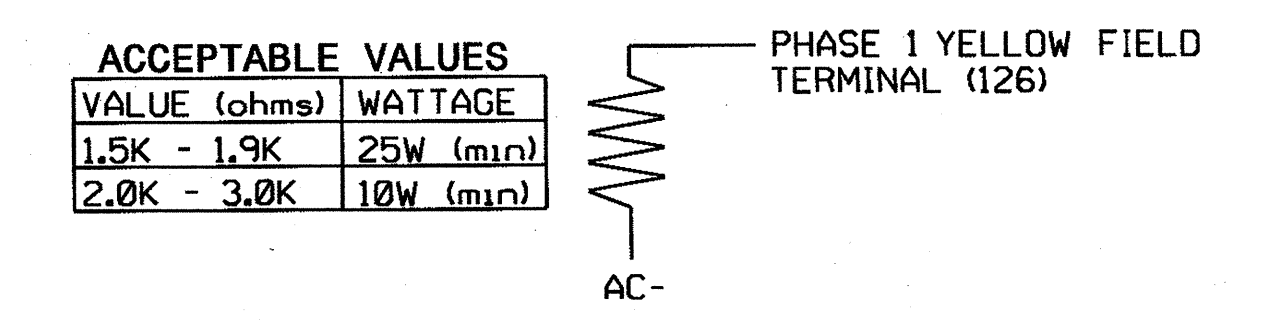 ACCEPTABLE VALUES
VALUE (ohms) WATTAGE
1.5K - 1.9K 25W (min)
2.0K - 3.0K 10W (min)
PHASE 1 YELLOW FIELD
TERMINAL (126)
AC-